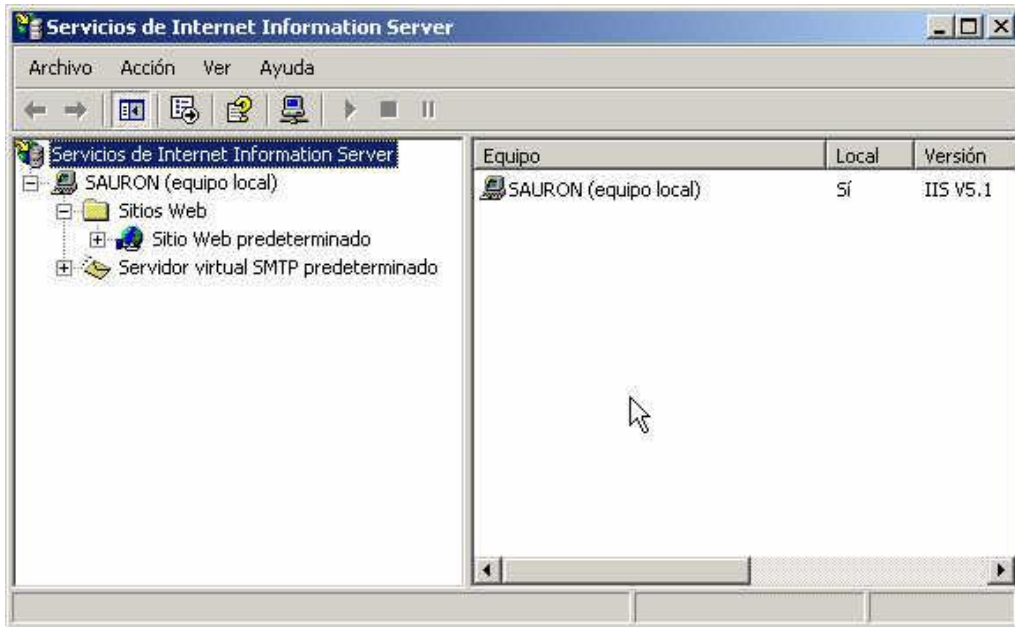 Servicios de Internet Information Server
Archivo Acción Ver Ayuda
Servicios de Internet Information Server
SAURON (equipo local)
Sitios Web
Sitio Web predeterminado
Servidor virtual SMTP predeterminado
Equipo Local Versión
SAURON (equipo local) Sí IIS V5.1